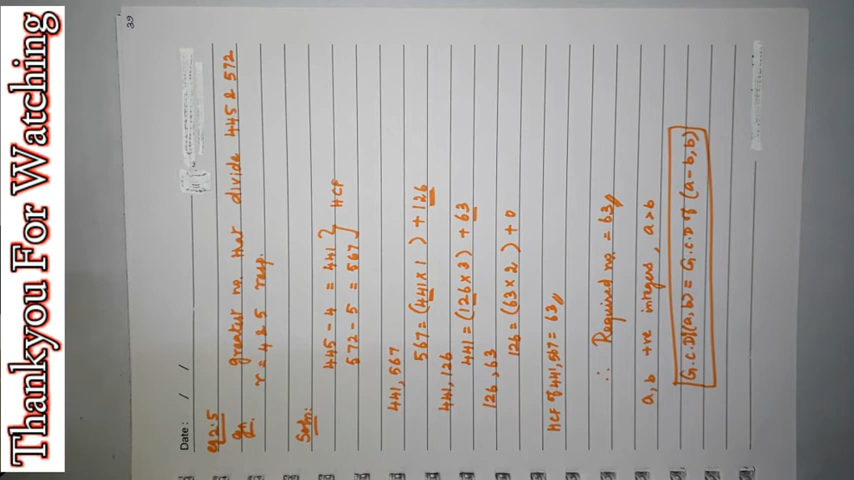 Thankyou For Watching
39
Date: / /
eg 2.5
gn. greatest no. that divide 445 & 572
r = 4 & 5 resp.
Soln:
445 - 4 = 441
572 - 5 = 567 } HCF
441, 567
567 = (441 x 1) + 126
441, 126
441 = (126 x 3) + 63
126, 63
126 = (63 x 2) + 0
HCF of 441, 567 = 63//
∴ Required no. = 63//
a, b +ve integers, a > b
G.C.D (a, b) = G.C.D of (a-b, b)